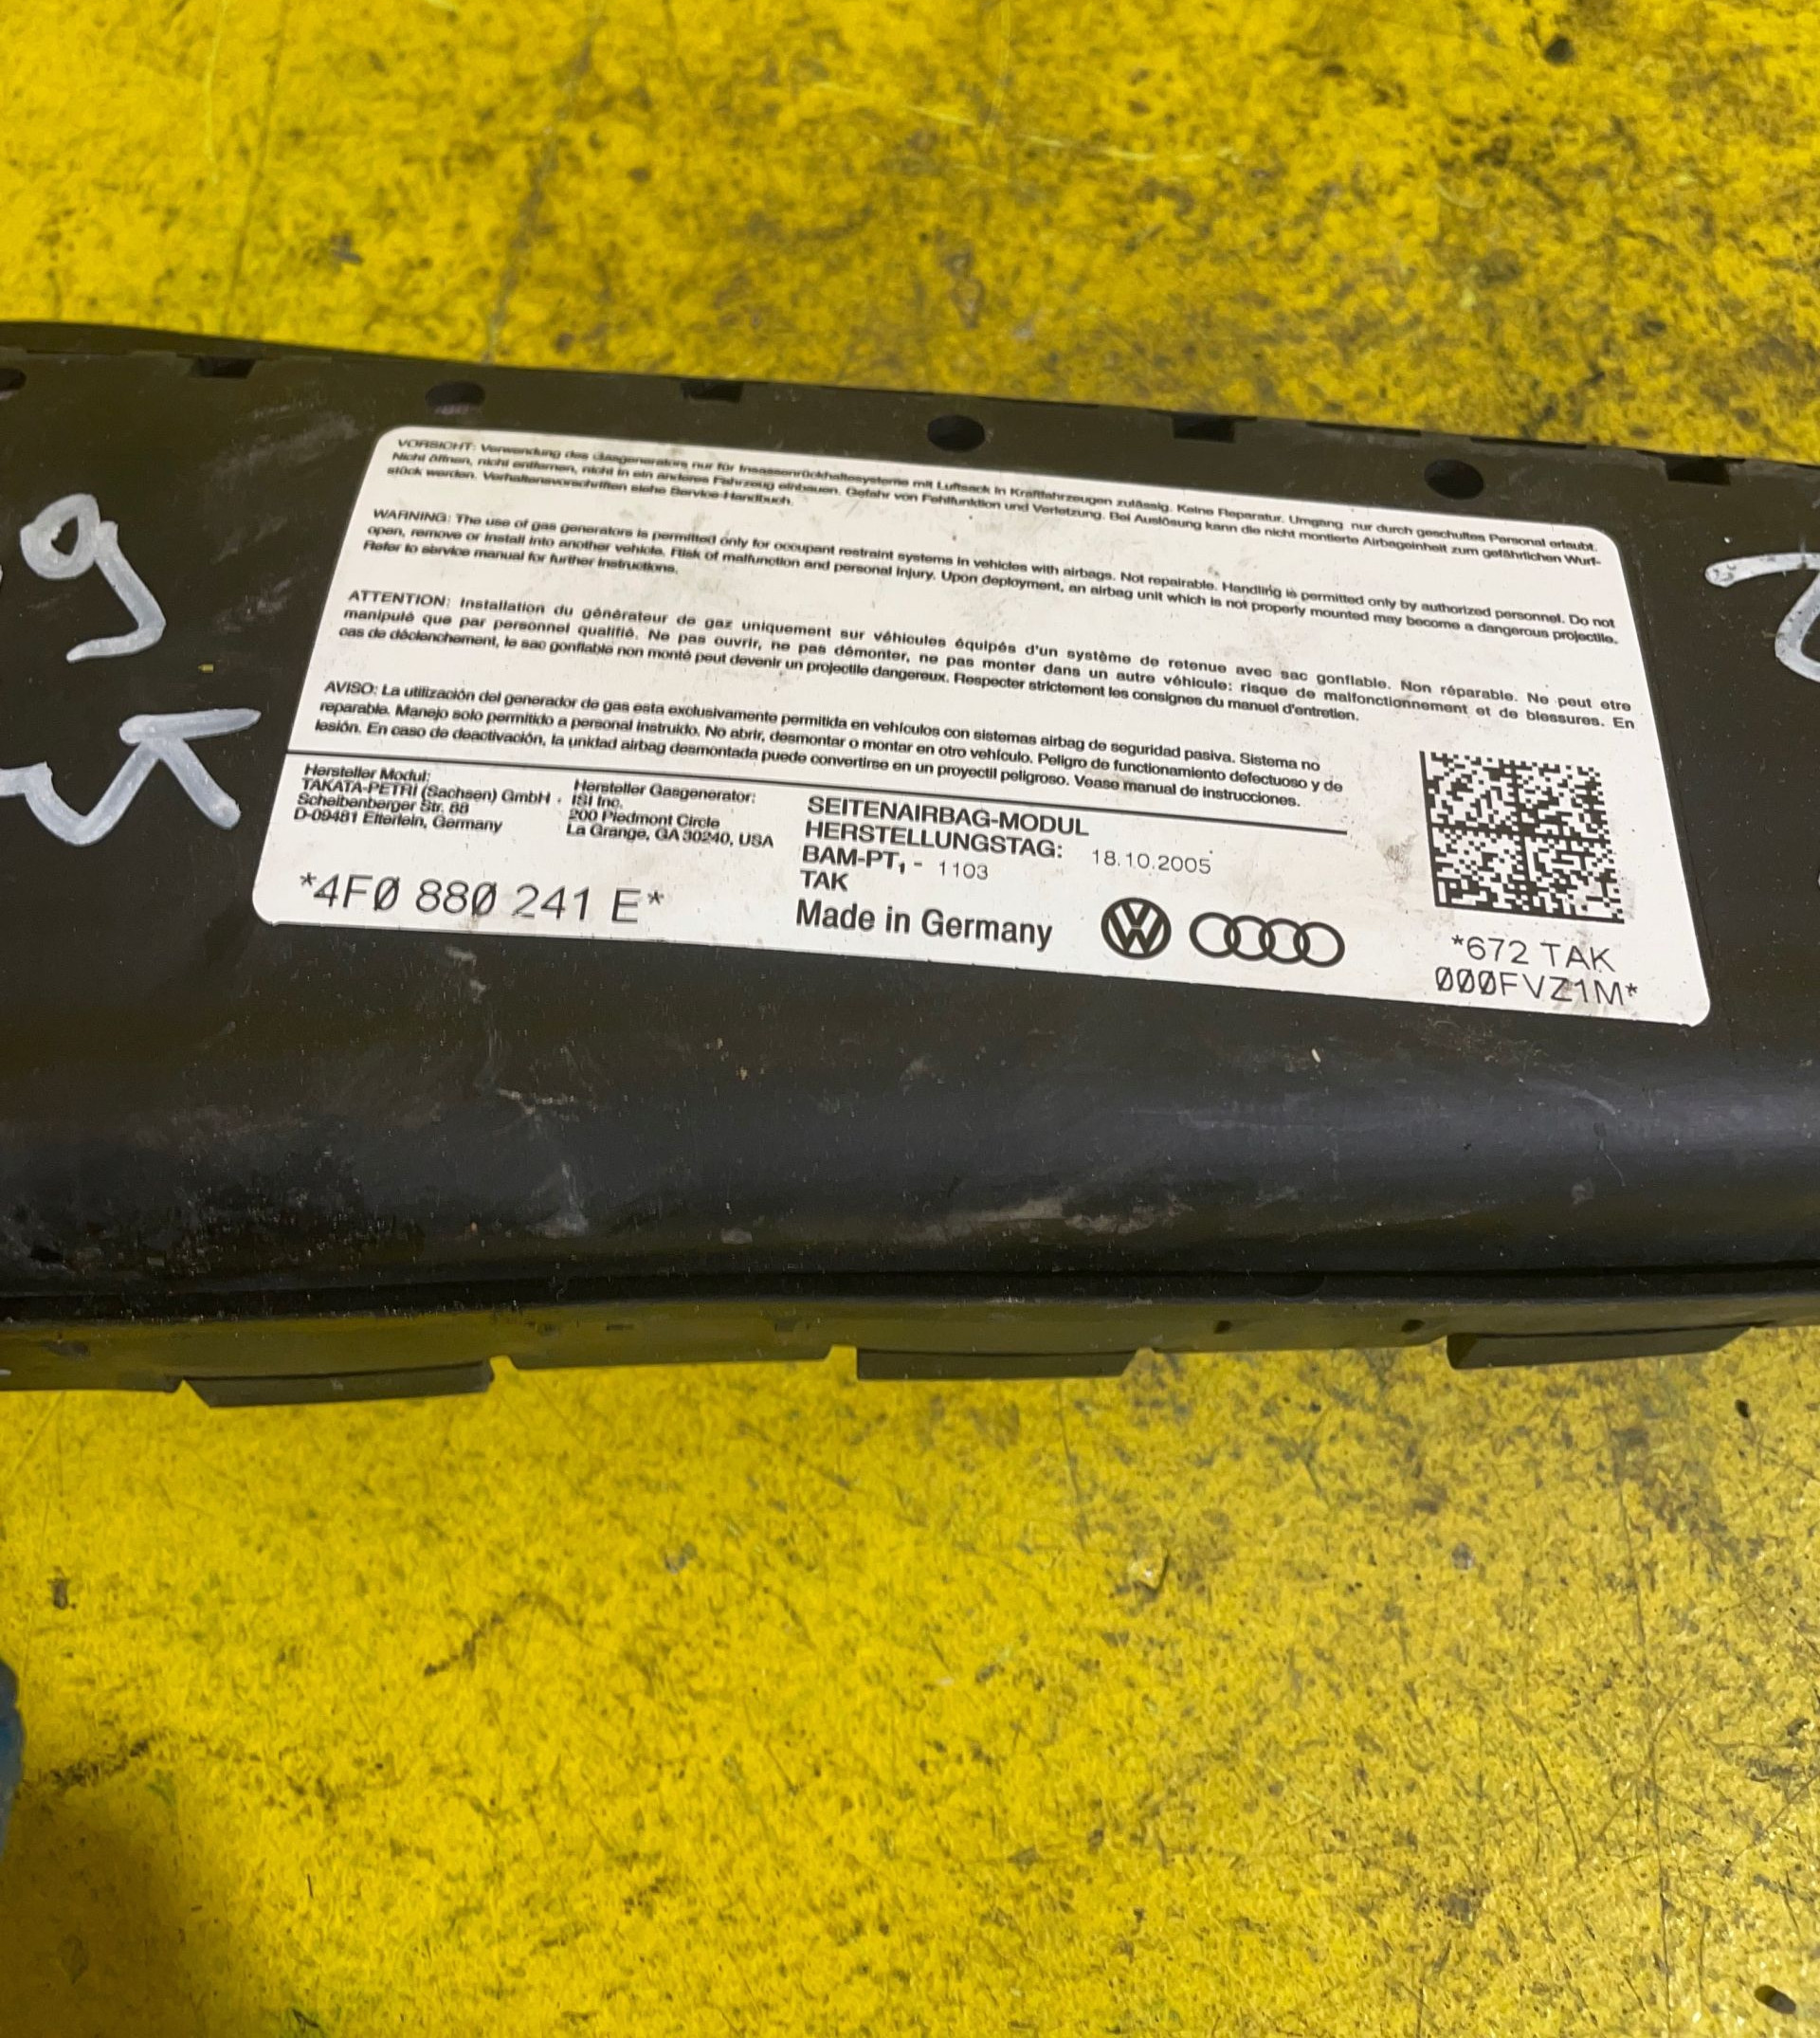 VORSICHT: Verwendung des Gasgenerators nur für Insassenrückhaltesysteme mit Luftsack in Kraftfahrzeugen zulässig. Keine Reparatur. Umgang nur durch geschultes Personal erlaubt.
Nicht öffnen, nicht entfernen, nicht in ein anderes Fahrzeug einbauen. Gefahr von Fehlfunktion und Verletzung. Bei Auslösung kann die nicht montierte Airbageinheit zum gefährlichen Wurf-
stück werden. Verhaltensvorschriften siehe Service-Handbuch.
WARNING: The use of gas generators is permitted only for occupant restraint systems in vehicles with airbags. Not repairable. Handling is permitted only by authorized personnel. Do not
open, remove or install into another vehicle. Risk of malfunction and personal injury. Upon deployment, an airbag unit which is not properly mounted may become a dangerous projectile.
Refer to service manual for further instructions.
ATTENTION: Installation du générateur de gaz uniquement sur véhicules équipés d'un système de retenue avec sac gonflable. Non réparable. Ne peut etre
manipulé que par personnel qualifié. Ne pas ouvrir, ne pas démonter, ne pas monter dans un autre véhicule: risque de malfonctionnement et de blessures. En
cas de déclenchement, le sac gonflable non monté peut devenir un projectile dangereux. Respecter strictement les consignes du manuel d'entretien.
AVISO: La utilización del generador de gas esta exclusivamente permitida en vehículos con sistemas airbag de seguridad pasiva. Sistema no
reparable. Manejo solo permitido a personal instruido. No abrir, desmontar o montar en otro vehículo. Peligro de funcionamiento defectuoso y de
lesión. En caso de deactivación, la unidad airbag desmontada puede convertirse en un proyectil peligroso. Vease manual de instrucciones.
Hersteller Modul:
TAKATA-PETRI (Sachsen) GmbH
Scheibenberger Str. 88
D-09481 Elterlein, Germany
Hersteller Gasgenerator:
ISI Inc.
200 Piedmont Circle
La Grange, GA 30240, USA
SEITENAIRBAG-MODUL
HERSTELLUNGSTAG: 18.10.2005
BAM-PT1 - 1103
TAK
Made in Germany
*4F0 880 241 E*
*672 TAK
000FVZ1M*